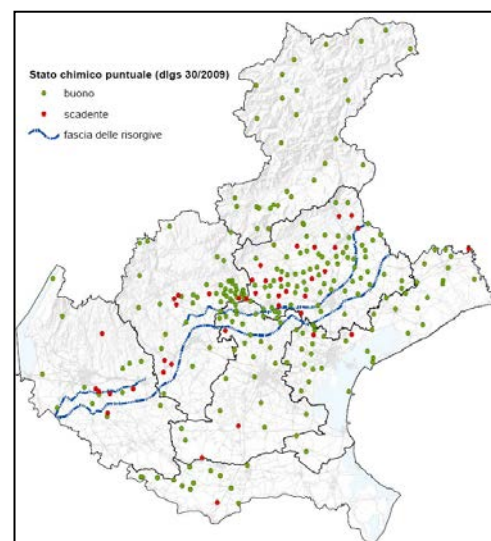 Stato chimico puntuale (dlgs 30/2009)
buono
scadente
fascia delle risorgive